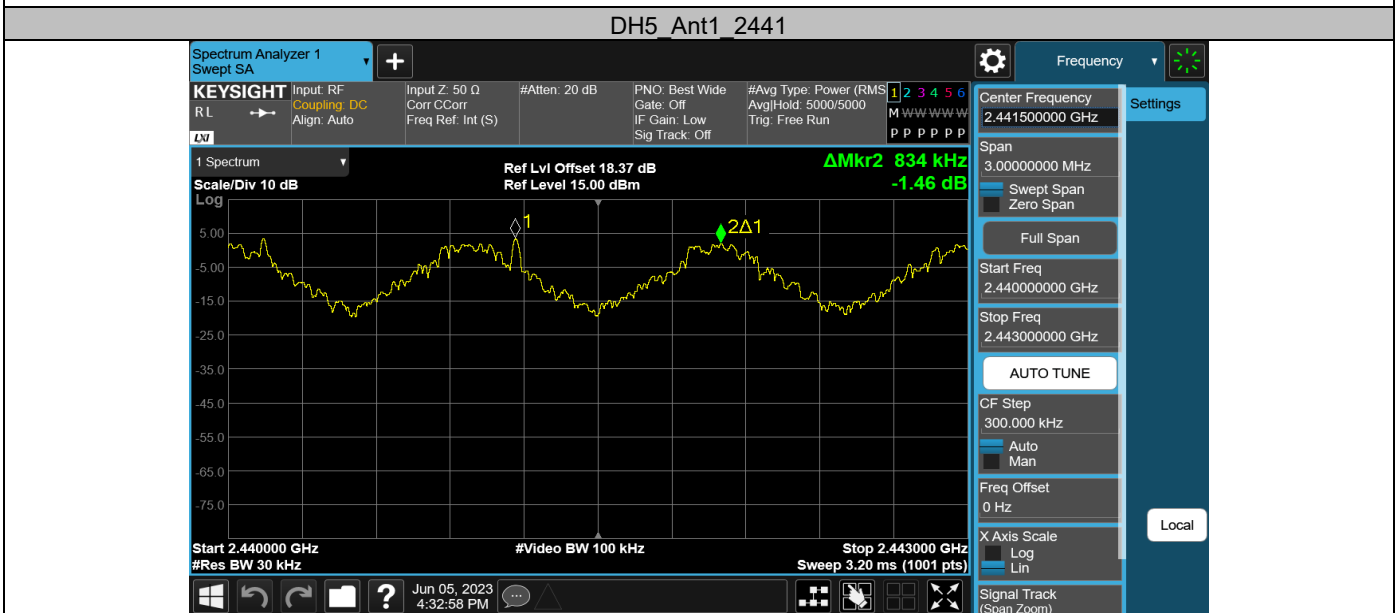 DH5_Ant1_2441
Spectrum Analyzer 1
Swept SA
Frequency
KEYSIGHT
RL
LXI
Input: RF
Coupling: DC
Align: Auto
Input Z: 50 Ω
Corr CCorr
Freq Ref: Int (S)
#Atten: 20 dB
PNO: Best Wide
Gate: Off
IF Gain: Low
Sig Track: Off
#Avg Type: Power (RMS
Avg|Hold: 5000/5000
Trig: Free Run
1 2 3 4 5 6
M W W W W W
P P P P P P
1 Spectrum
Scale/Div 10 dB
Log
Ref Lvl Offset 18.37 dB
Ref Level 15.00 dBm
ΔMkr2 834 kHz
-1.46 dB
1
2Δ1
5.00
-5.00
-15.0
-25.0
-35.0
-45.0
-55.0
-65.0
-75.0
Start 2.440000 GHz
#Res BW 30 kHz
#Video BW 100 kHz
Stop 2.443000 GHz
Sweep 3.20 ms (1001 pts)
Center Frequency
2.441500000 GHz
Settings
Span
3.00000000 MHz
Swept Span
Zero Span
Full Span
Start Freq
2.440000000 GHz
Stop Freq
2.443000000 GHz
AUTO TUNE
CF Step
300.000 kHz
Auto
Man
Freq Offset
0 Hz
X Axis Scale
Log
Lin
Local
Signal Track
(Span Zoom)
?
Jun 05, 2023
4:32:58 PM